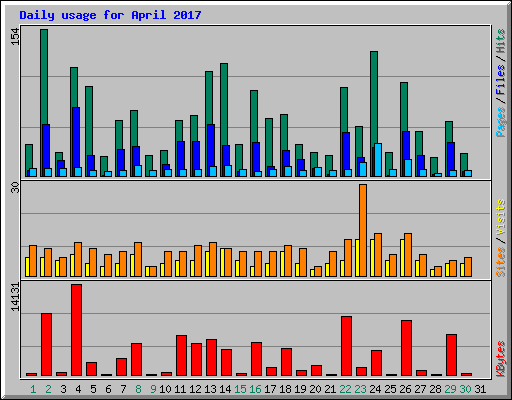 Daily usage for April 2017
154
Pages / Files / Hits
30
Sites / Visits
14131
KBytes
1 2 3 4 5 6 7 8 9 10 11 12 13 14 15 16 17 18 19 20 21 22 23 24 25 26 27 28 29 30 31